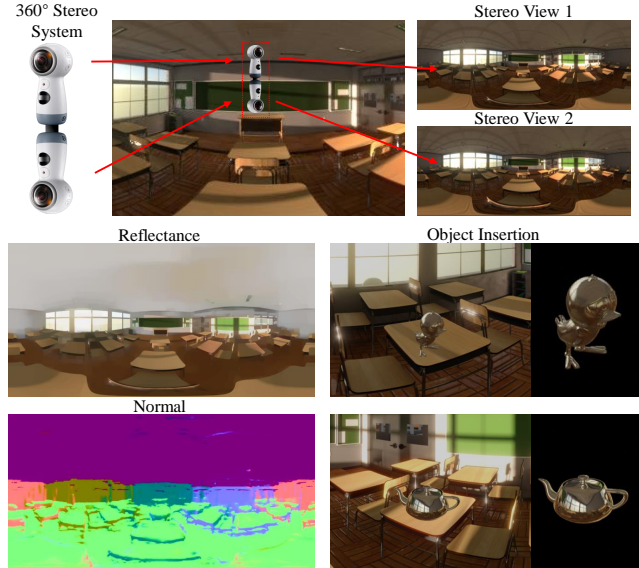 360° Stereo
System
Stereo View 1
Stereo View 2
Reflectance
Object Insertion
Normal